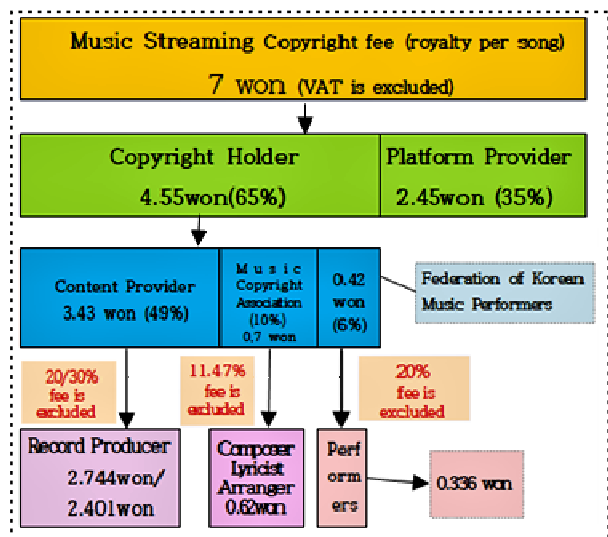 Music Streaming Copyright fee (royalty per song)
7 won (VAT is excluded)
Copyright Holder
4.55won(65%)
Platform Provider
2.45won (35%)
Content Provider
3.43 won (49%)
Music
Copyright
Association
(10%)
0.7 won
0.42
won
(6%)
Federation of Korean
Music Performers
20/30%
fee is
excluded
11.47%
fee is
excluded
20%
fee is
excluded
Record Producer
2.744won/
2.401won
Composer
Lyricist
Arranger
0.62won
Perf
orm
ers
0.336 won